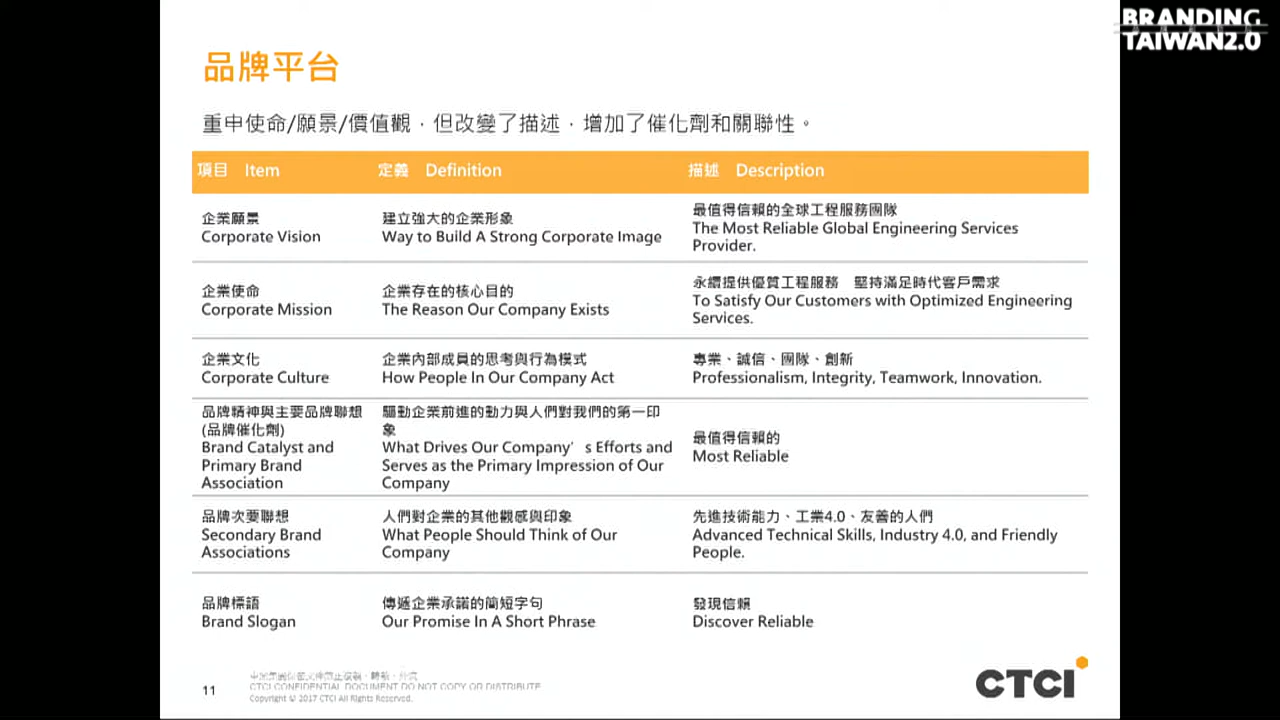 BRANDING
TAIWAN2.0
品牌平台
重申使命/願景/價值觀，但改變了描述，增加了催化劑和關聯性。
項目 Item 定義 Definition 描述 Description
企業願景
Corporate Vision
建立強大的企業形象
Way to Build A Strong Corporate Image
最值得信賴的全球工程服務團隊
The Most Reliable Global Engineering Services
Provider.
企業使命
Corporate Mission
企業存在的核心目的
The Reason Our Company Exists
永續提供優質工程服務 堅持滿足時代客戶需求
To Satisfy Our Customers with Optimized Engineering
Services.
企業文化
Corporate Culture
企業內部成員的思考與行為模式
How People In Our Company Act
專業、誠信、團隊、創新
Professionalism, Integrity, Teamwork, Innovation.
品牌精神與主要品牌聯想
(品牌催化劑)
Brand Catalyst and
Primary Brand
Association
驅動企業前進的動力與人們對我們的第一印
象
What Drives Our Company's Efforts and
Serves as the Primary Impression of Our
Company
最值得信賴的
Most Reliable
品牌次要聯想
Secondary Brand
Associations
人們對企業的其他觀感與印象
What People Should Think of Our
Company
先進技術能力、工業4.0、友善的人們
Advanced Technical Skills, Industry 4.0, and Friendly
People.
品牌標語
Brand Slogan
傳遞企業承諾的簡短字句
Our Promise In A Short Phrase
發現信賴
Discover Reliable
11
CTCI CONFIDENTIAL DOCUMENT DO NOT COPY OR DISTRIBUTE
Copyright © 2017 CTCI All Rights Reserved.
CTCI